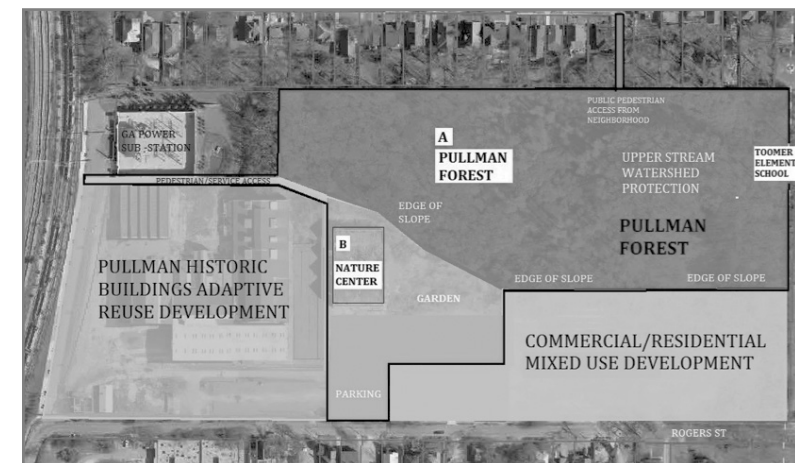 GA POWER
SUB -STATION
PUBLIC PEDESTRIAN
ACCESS FROM
NEIGHBORHOOD
A
PULLMAN
FOREST
UPPER STREAM
WATERSHED
PROTECTION
TOOMER
ELEMENT
SCHOOL
PEDESTRIAN/SERVICE ACCESS
EDGE OF
SLOPE
PULLMAN
FOREST
B
NATURE
CENTER
PULLMAN HISTORIC
BUILDINGS ADAPTIVE
REUSE DEVELOPMENT
GARDEN
EDGE OF SLOPE
EDGE OF SLOPE
COMMERCIAL/RESIDENTIAL
MIXED USE DEVELOPMENT
PARKING
ROGERS ST